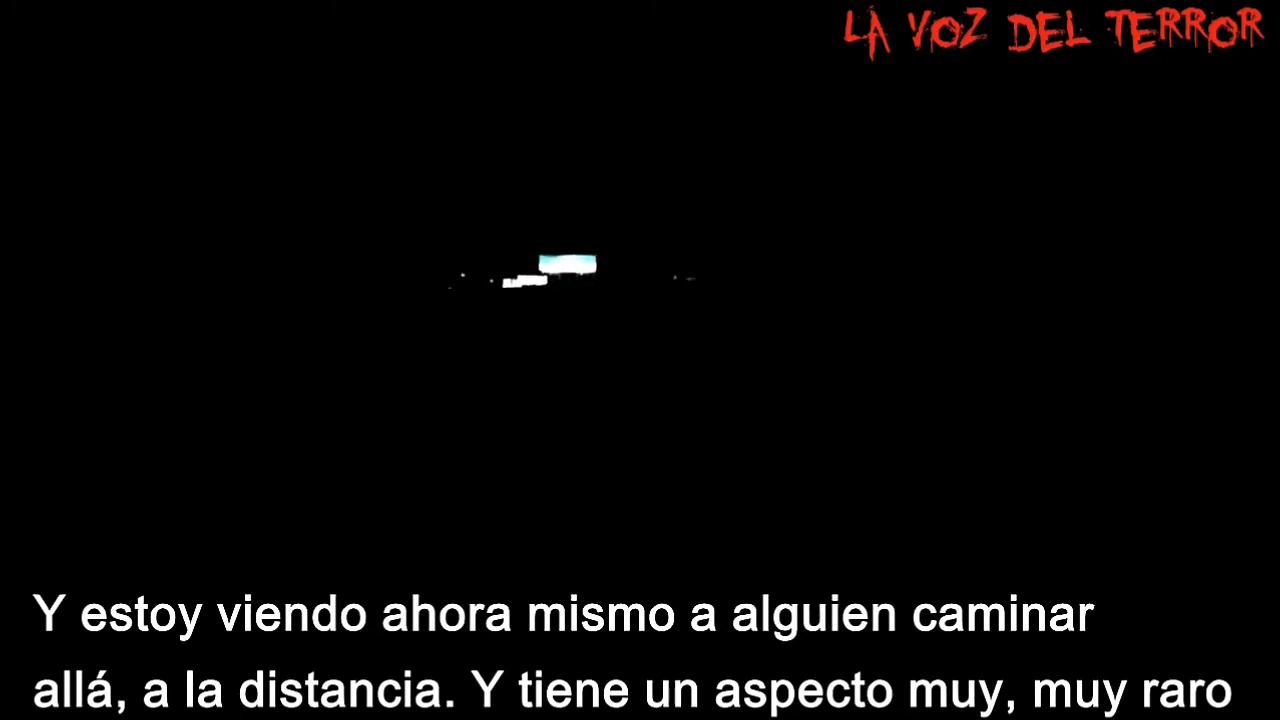 LA VOZ DEL TERROR
Y estoy viendo ahora mismo a alguien caminar
allá, a la distancia. Y tiene un aspecto muy, muy raro